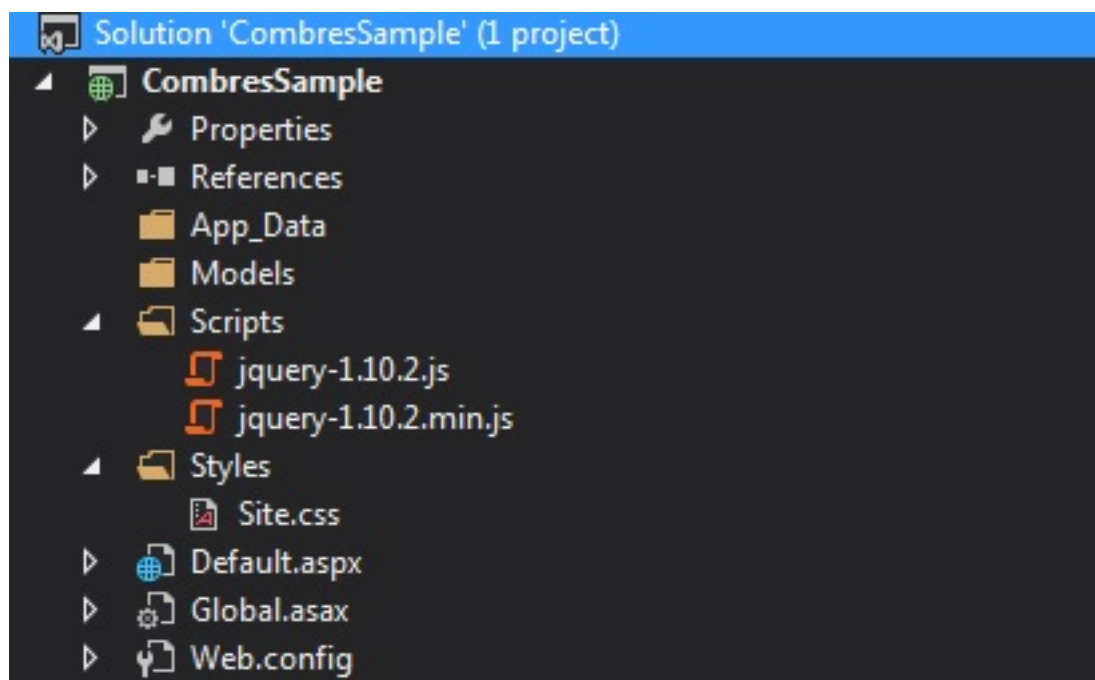 Solution 'CombresSample' (1 project)
CombresSample
Properties
References
App_Data
Models
Scripts
jquery-1.10.2.js
jquery-1.10.2.min.js
Styles
Site.css
Default.aspx
Global.asax
Web.config